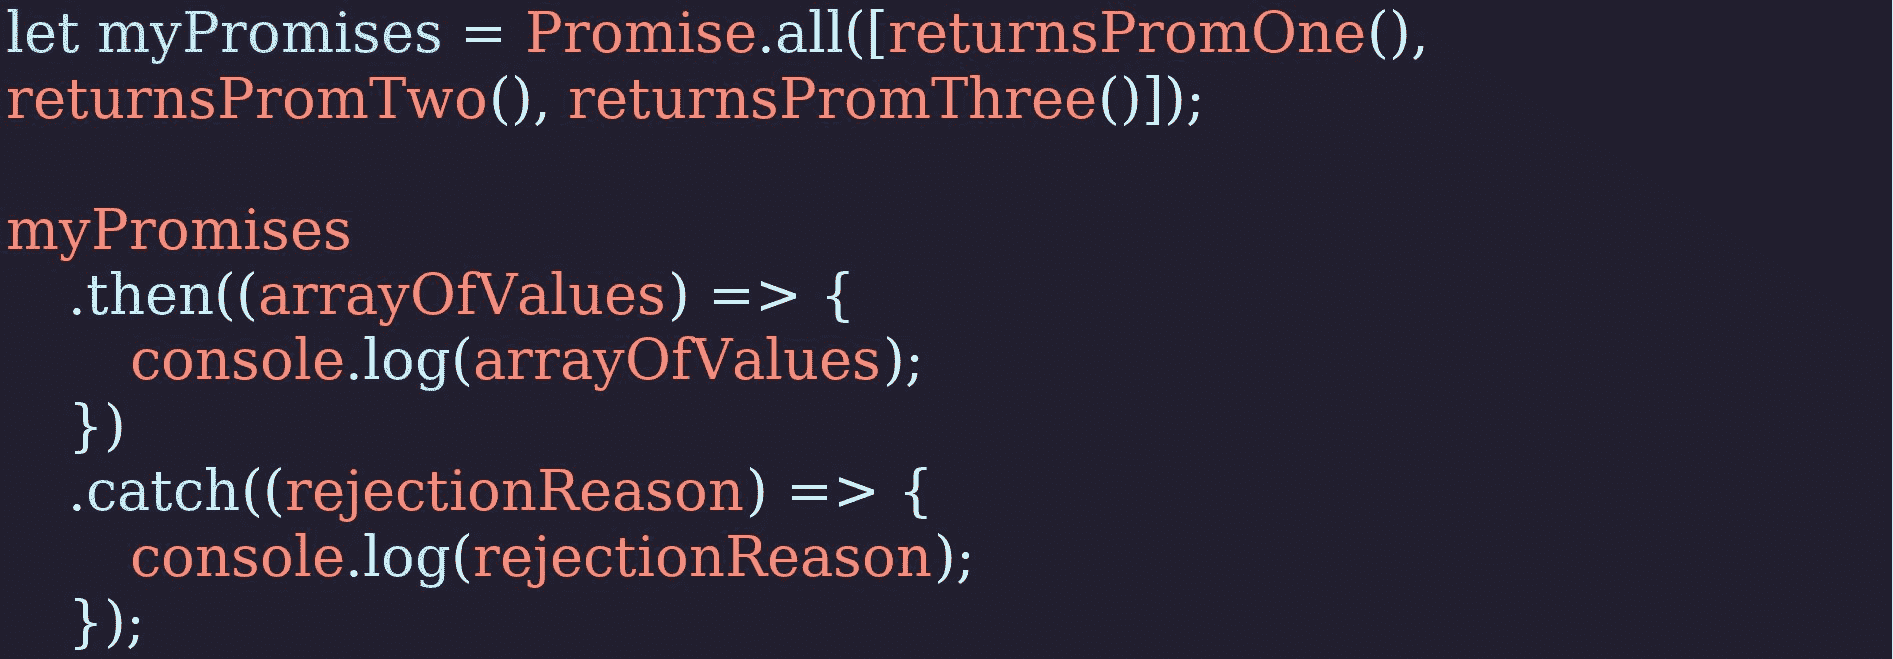 let myPromises = Promise.all([returnsPromOne(),
returnsPromTwo(), returnsPromThree()]);
myPromises
.then((arrayOfValues) => {
console.log(arrayOfValues);
})
.catch((rejectionReason) => {
console.log(rejectionReason);
});